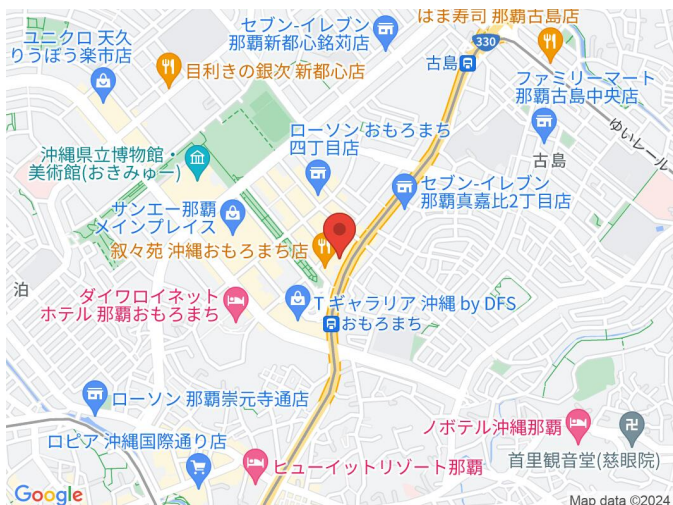 セブン-イレブン
那覇新都心銘苅店
はま寿司 那覇古島店
ユニクロ 天久
りうぼう楽市店
330
古島
目利きの銀次 新都心店
ファミリーマート
那覇古島中央店
ゆいレール
ローソン おもろまち
四丁目店
沖縄県立博物館・
美術館(おきみゅー)
古島
セブン-イレブン
那覇真嘉比2丁目店
サンエー那覇
メインプレイス
叙々苑 沖縄おもろまち店
泊
ダイワロイネット
ホテル 那覇おもろまち
T ギャラリア 沖縄 by DFS
おもろまち
ローソン 那覇崇元寺通店
ノボテル沖縄那覇
ロピア 沖縄国際通り店
首里観音堂(慈眼院)
ヒューイットリゾート那覇
Google
Map data ©2024